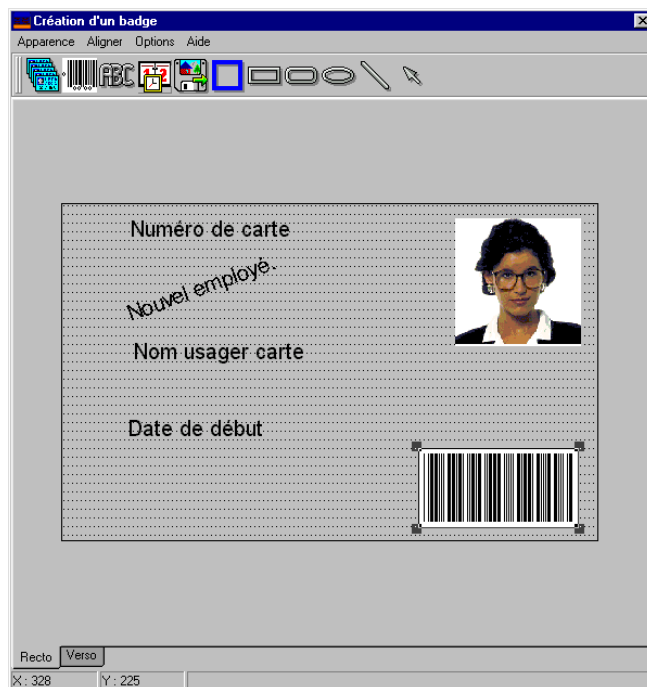 Création d'un badge
Apparence Aligner Options Aide
ABC
Numéro de carte
Nouvel employé.
Nom usager carte
Date de début
Recto Verso
X : 328 Y : 225